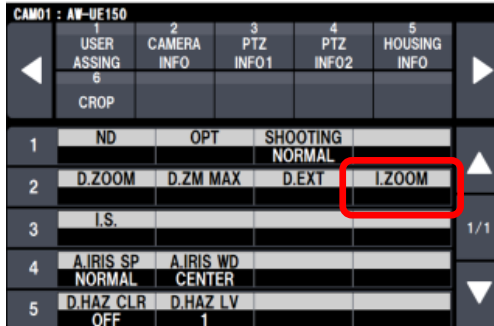 CAM01 : AW-UE150
1 2 3 4 5
USER CAMERA PTZ PTZ HOUSING
ASSING INFO INFO1 INFO2 INFO
6
CROP
1 ND OPT SHOOTING
NORMAL
2 D.ZOOM D.ZM MAX D.EXT I.ZOOM
3 I.S. 1/1
4 A.IRIS SP A.IRIS WD
NORMAL CENTER
5 D.HAZ CLR D.HAZ LV
OFF 1